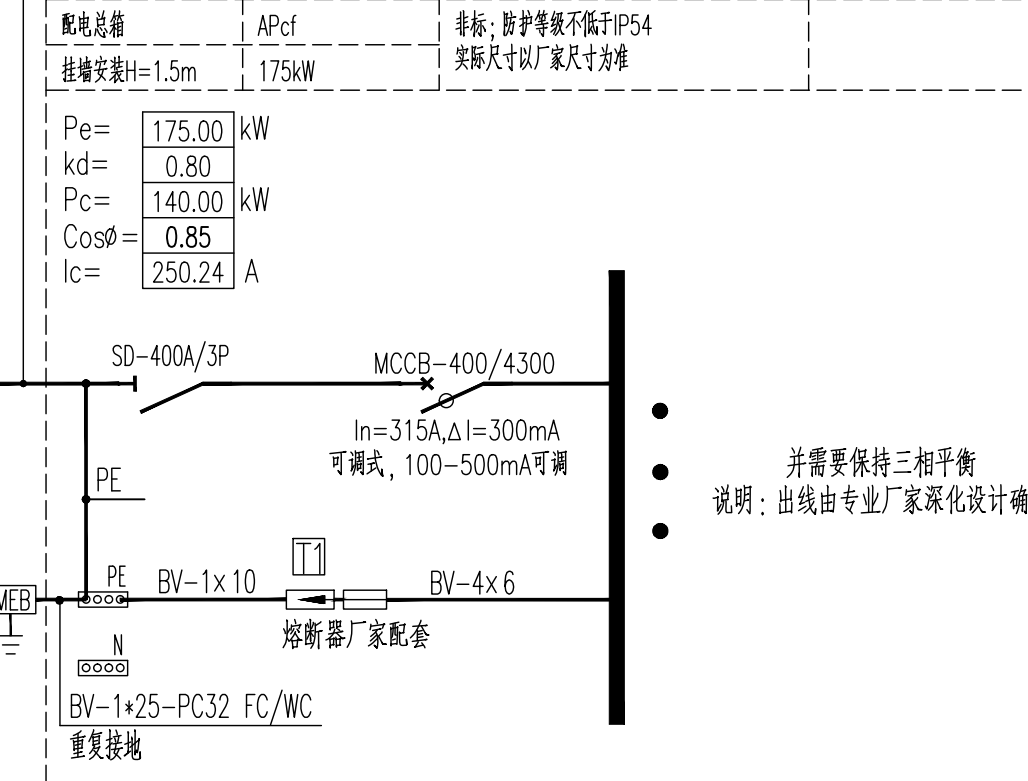 配电总箱
APcf
非标；防护等级不低于IP54
实际尺寸以厂家尺寸为准
挂墙安装H=1.5m
175kW
Pe= 175.00 kW
kd= 0.80
Pc= 140.00 kW
CosØ= 0.85
Ic= 250.24 A
SD-400A/3P
MCCB-400/4300
In=315A,△I=300mA
可调式，100-500mA可调
PE
并需要保持三相平衡
说明：出线由专业厂家深化设计确
T1
PE
BV-1x10
BV-4x6
MEB
熔断器厂家配套
N
BV-1*25-PC32 FC/WC
重复接地